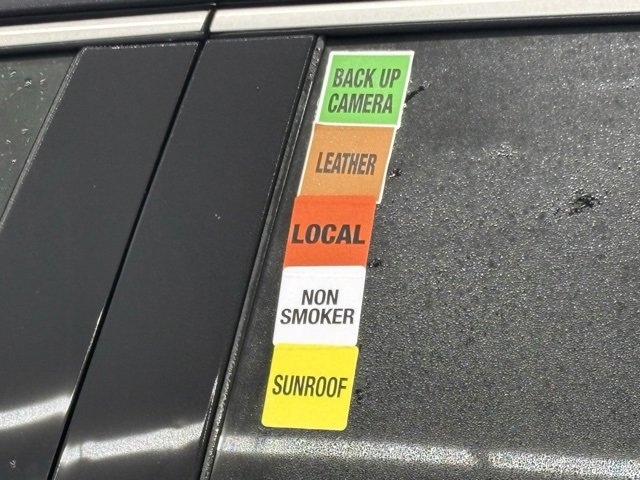 BACK UP
CAMERA
LEATHER
LOCAL
NON
SMOKER
SUNROOF